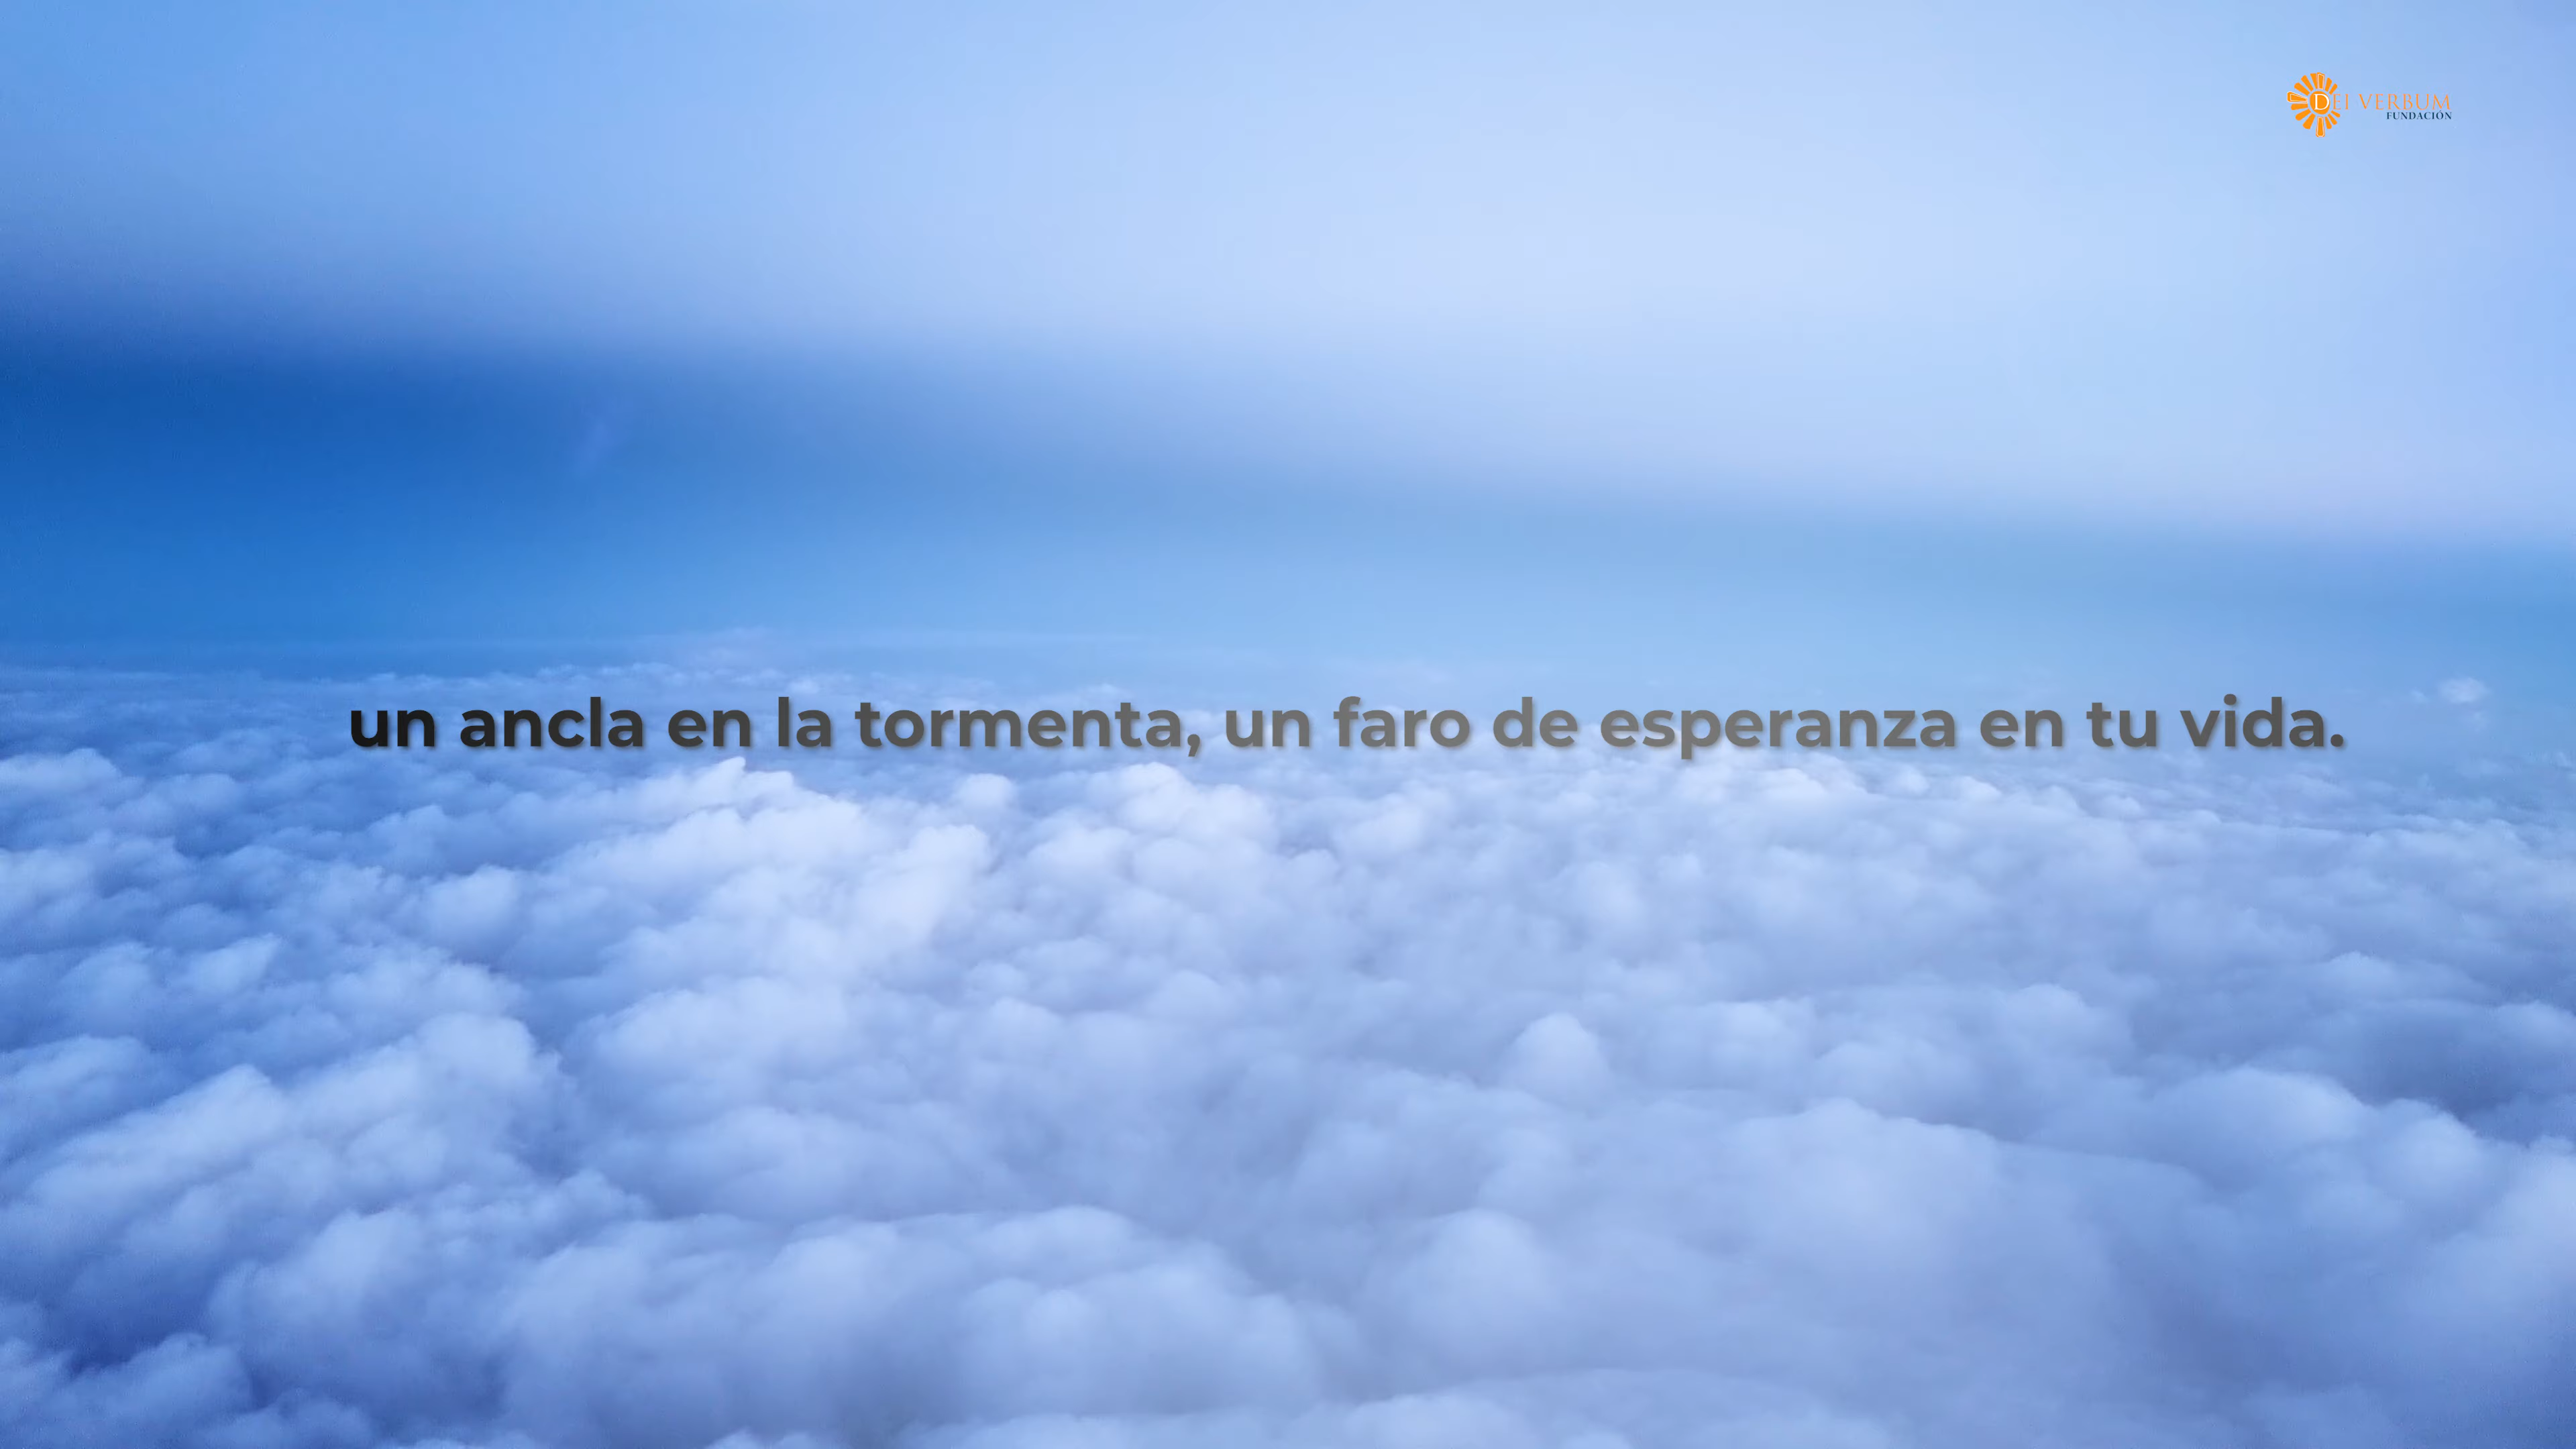 DEI VERBUM
FUNDACIÓN
un ancla en la tormenta, un faro de esperanza en tu vida.